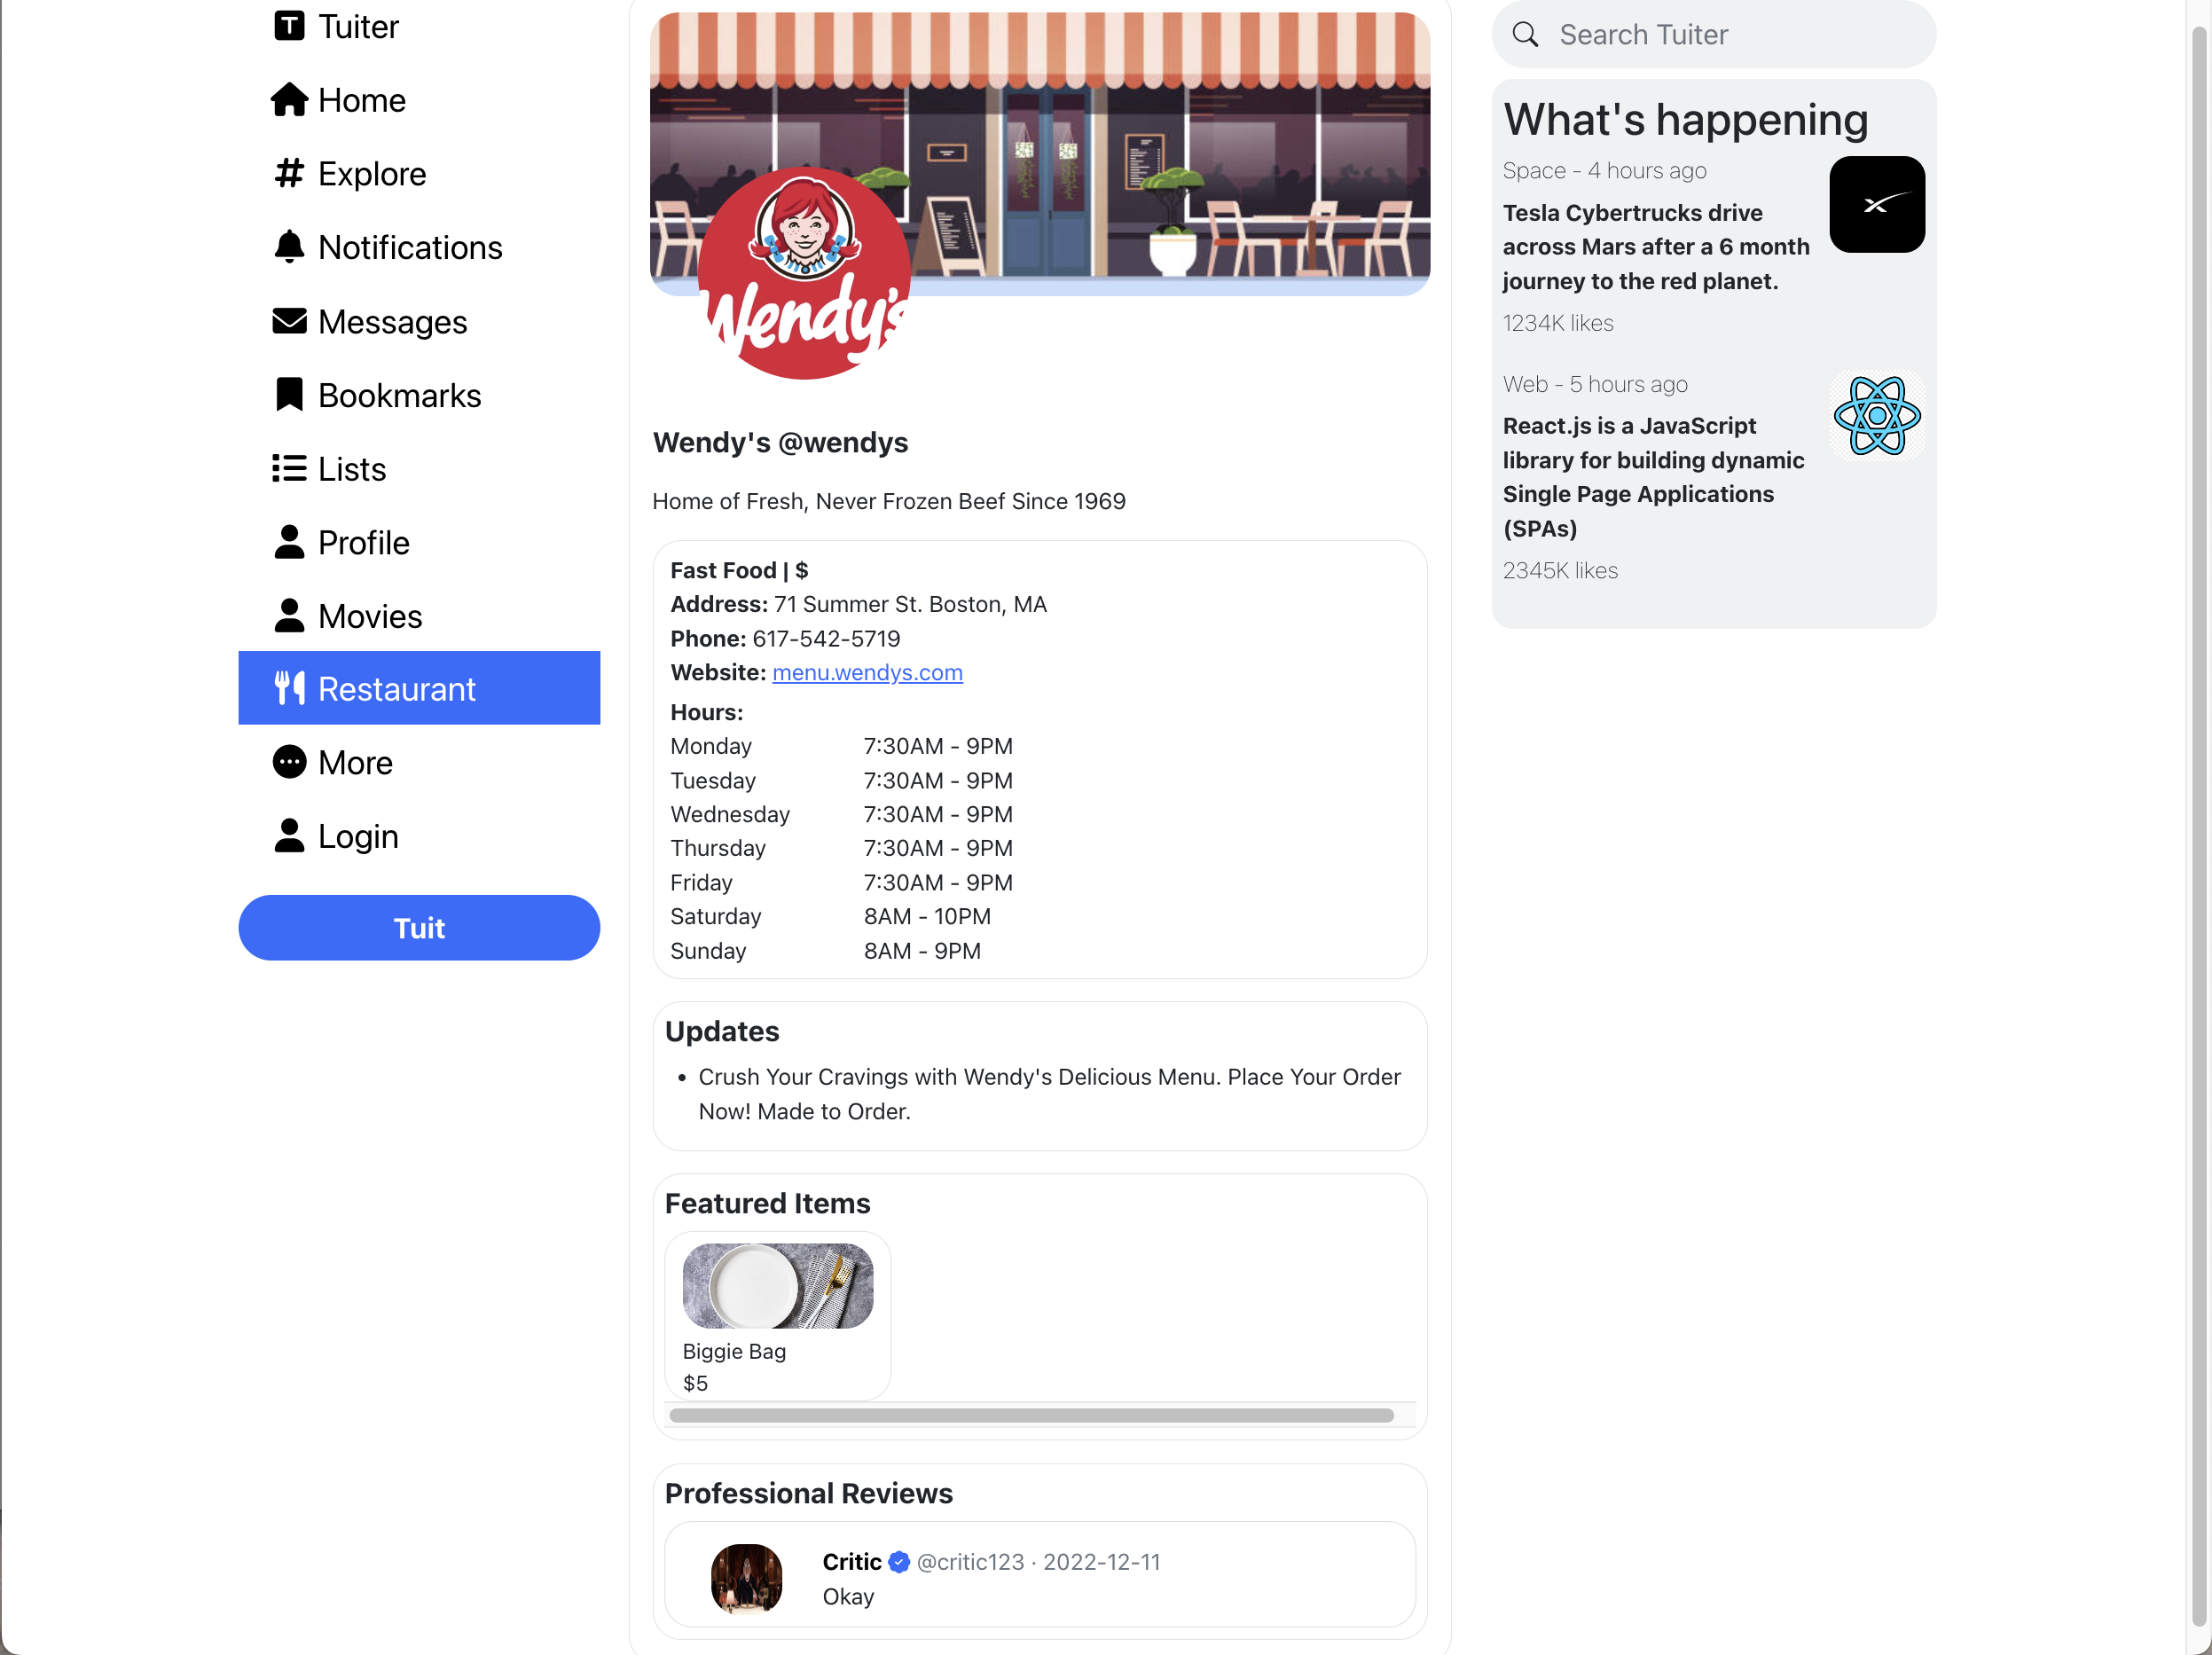 Tuiter
Home
Explore
Notifications
Messages
Bookmarks
Lists
Profile
Movies
Restaurant
More
Login
Tuit
Wendy's
Wendy's @wendys
Home of Fresh, Never Frozen Beef Since 1969
Fast Food | $
Address: 71 Summer St. Boston, MA
Phone: 617-542-5719
Website: menu.wendys.com
Hours:
Monday 7:30AM - 9PM
Tuesday 7:30AM - 9PM
Wednesday 7:30AM - 9PM
Thursday 7:30AM - 9PM
Friday 7:30AM - 9PM
Saturday 8AM - 10PM
Sunday 8AM - 9PM
Updates
• Crush Your Cravings with Wendy's Delicious Menu. Place Your Order
Now! Made to Order.
Featured Items
Biggie Bag
$5
Professional Reviews
Critic @critic123 · 2022-12-11
Okay
Search Tuiter
What's happening
Space - 4 hours ago
Tesla Cybertrucks drive
across Mars after a 6 month
journey to the red planet.
1234K likes
Web - 5 hours ago
React.js is a JavaScript
library for building dynamic
Single Page Applications
(SPAs)
2345K likes